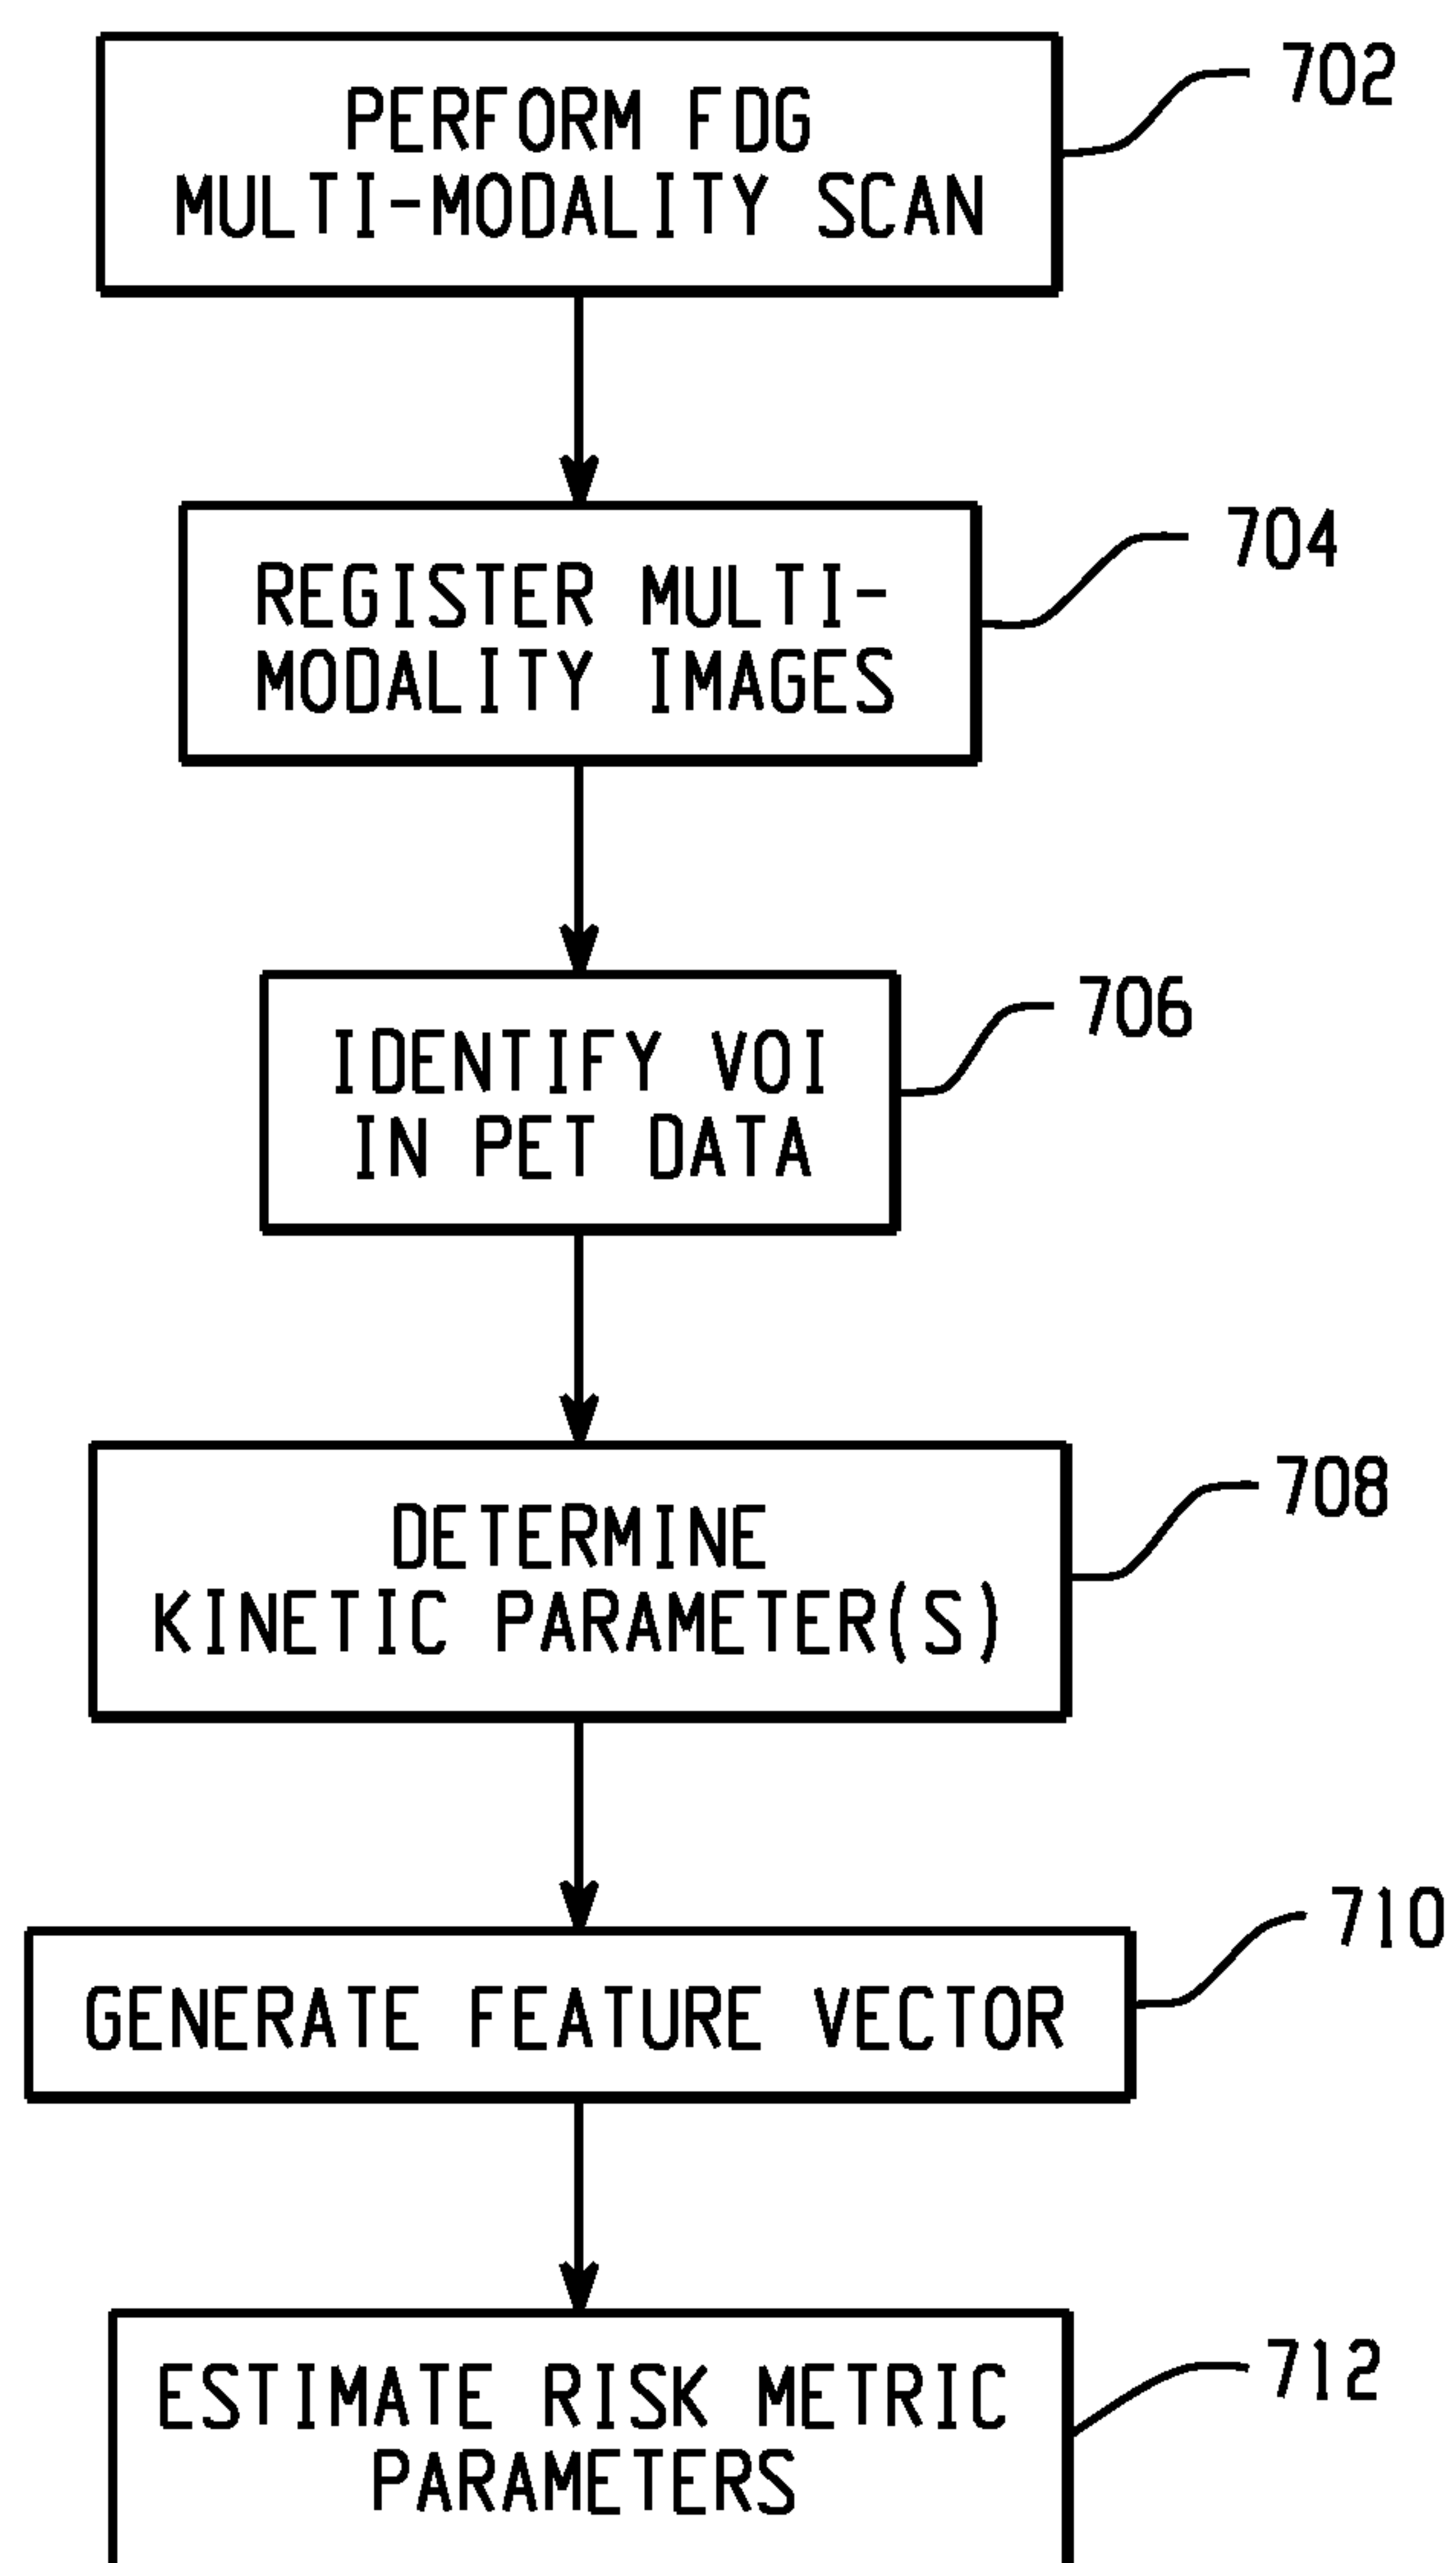 PERFORM FDG
MULTI-MODALITY SCAN
702
REGISTER MULTI-
MODALITY IMAGES
704
IDENTIFY VOI
IN PET DATA
706
DETERMINE
KINETIC PARAMETER(S)
708
GENERATE FEATURE VECTOR
710
ESTIMATE RISK METRIC
PARAMETERS
712